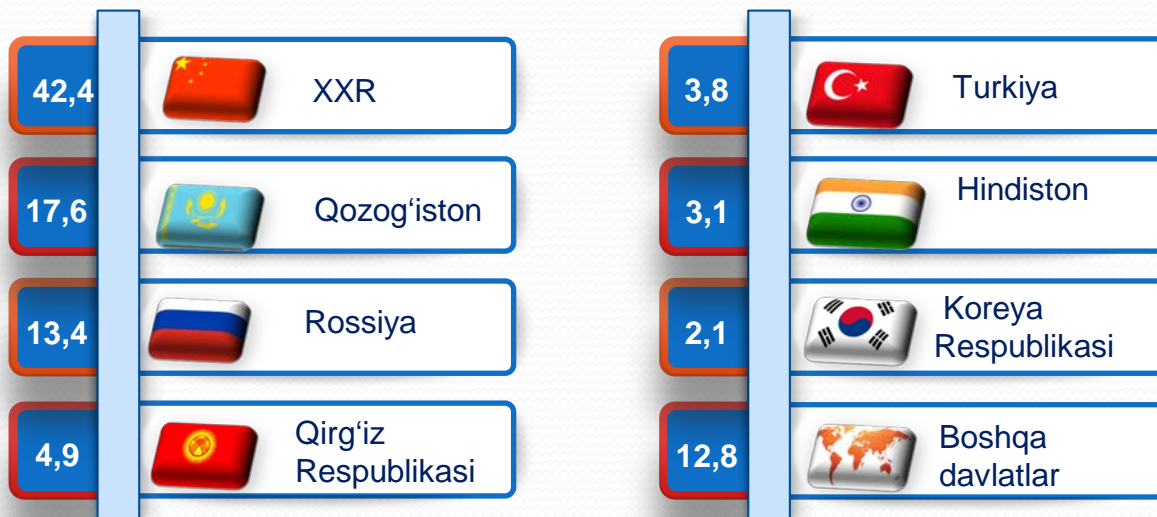 42,4
XXR
17,6
Qozog‘iston
13,4
Rossiya
4,9
Qirg‘iz
Respublikasi
3,8
Turkiya
3,1
Hindiston
2,1
Koreya
Respublikasi
12,8
Boshqa
davlatlar